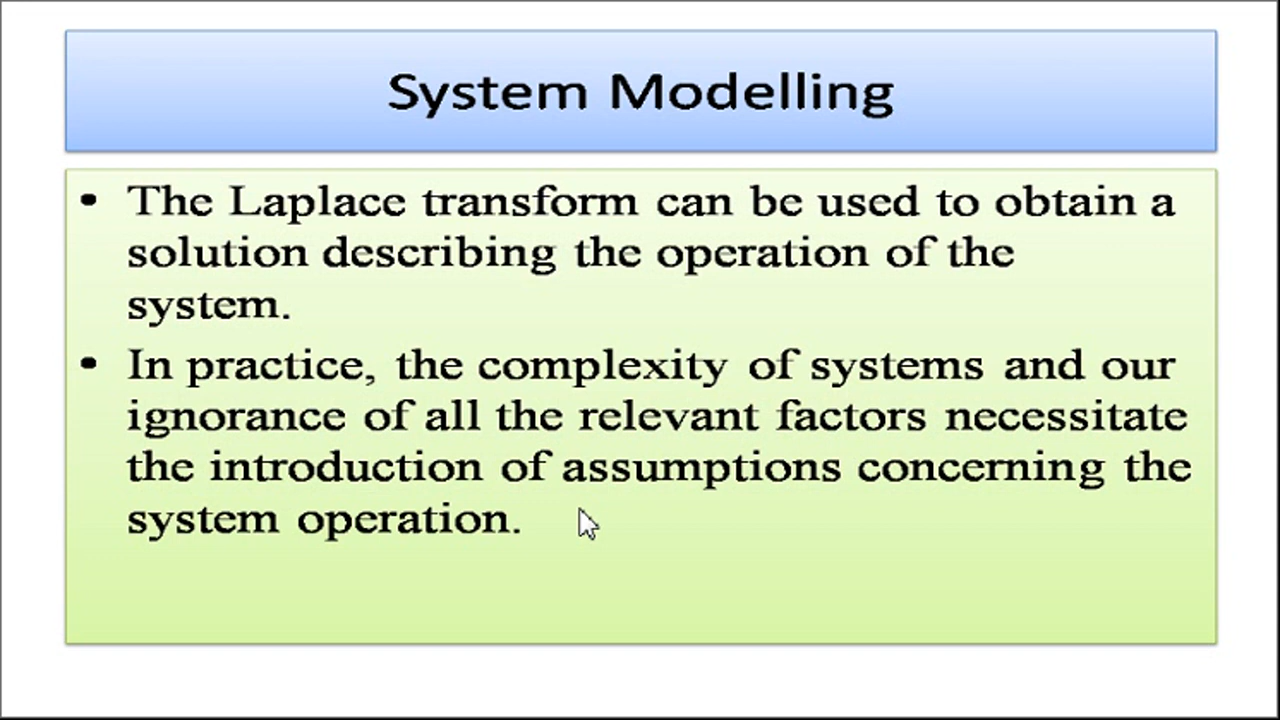 System Modelling
• The Laplace transform can be used to obtain a
solution describing the operation of the
system.
• In practice, the complexity of systems and our
ignorance of all the relevant factors necessitate
the introduction of assumptions concerning the
system operation.